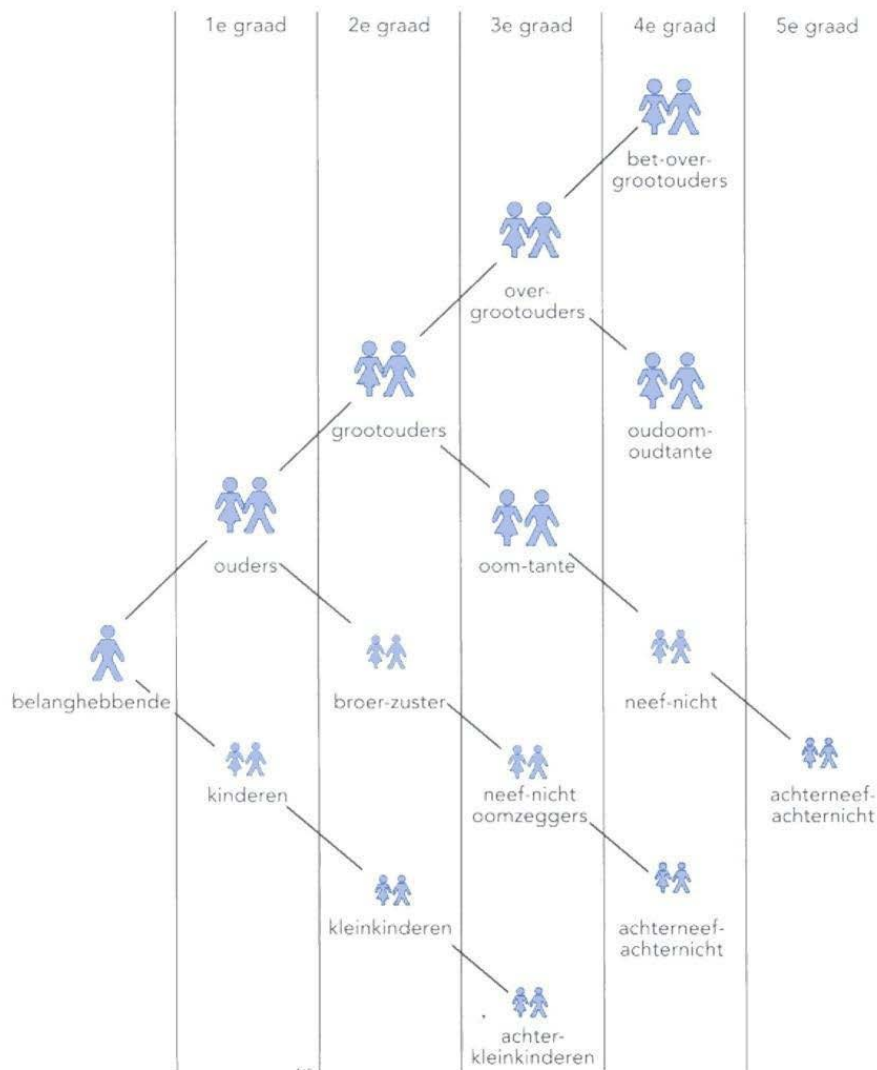 1e graad 2e graad 3e graad 4e graad 5e graad
bet-over-
grootouders
over-
grootouders
grootouders
oudoom-
oudtante
ouders
oom-tante
belanghebbende
broer-zuster
neef-nicht
kinderen
neef-nicht
oomzeggers
achterneef-
achternicht
kleinkinderen
achterneef-
achternicht
achter-
kleinkinderen